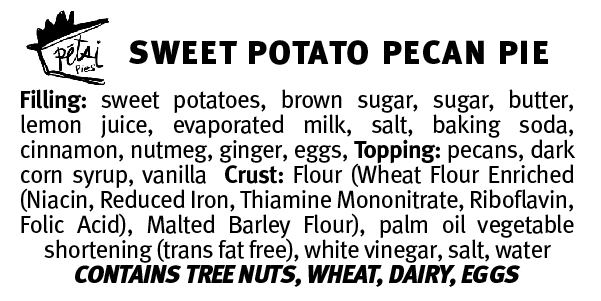 pétai
Pies
SWEET POTATO PECAN PIE
Filling: sweet potatoes, brown sugar, sugar, butter,
lemon juice, evaporated milk, salt, baking soda,
cinnamon, nutmeg, ginger, eggs, Topping: pecans, dark
corn syrup, vanilla Crust: Flour (Wheat Flour Enriched
(Niacin, Reduced Iron, Thiamine Mononitrate, Riboflavin,
Folic Acid), Malted Barley Flour), palm oil vegetable
shortening (trans fat free), white vinegar, salt, water
CONTAINS TREE NUTS, WHEAT, DAIRY, EGGS